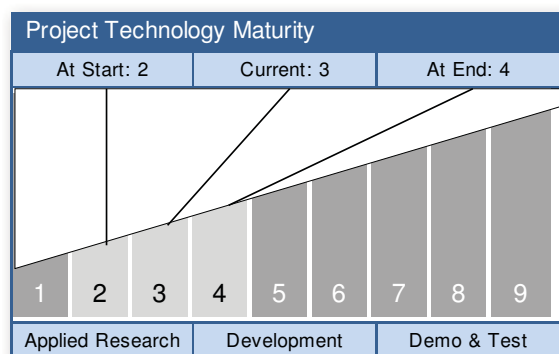 Project Technology Maturity
At Start: 2 Current: 3 At End: 4
1 2 3 4 5 6 7 8 9
Applied Research Development Demo & Test